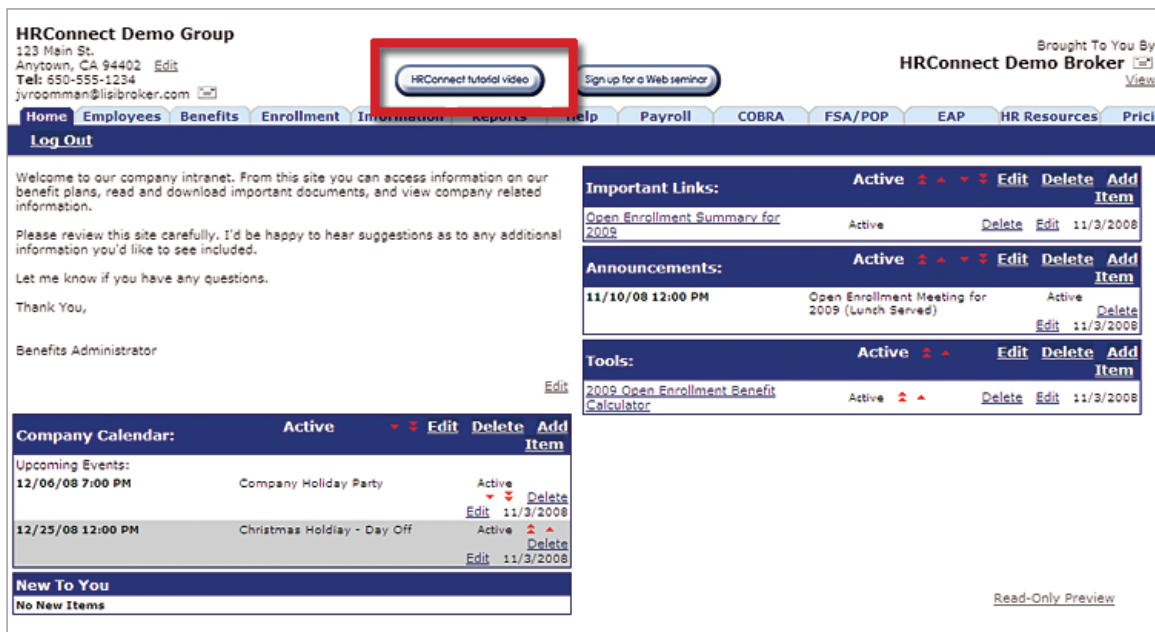 HRConnect Demo Group
123 Main St.
Anytown, CA 94402 Edit
Tel: 650-555-1234
jvroomman@lisibroker.com
HRConnect tutorial video
Sign up for a Web seminar
Brought To You By
HRConnect Demo Broker
View
Home Employees Benefits Enrollment Information Reports Help Payroll COBRA FSA/POP EAP HR Resources Prici
Log Out
Welcome to our company intranet. From this site you can access information on our
benefit plans, read and download important documents, and view company related
information.
Please review this site carefully. I'd be happy to hear suggestions as to any additional
information you'd like to see included.
Let me know if you have any questions.
Thank You,
Benefits Administrator
Edit
Company Calendar: Active Edit Delete Add
Item
Upcoming Events:
12/06/08 7:00 PM Company Holiday Party Active
Delete
Edit 11/3/2008
12/25/08 12:00 PM Christmas Holdiay - Day Off Active
Delete
Edit 11/3/2008
New To You
No New Items
Important Links: Active Edit Delete Add
Item
Open Enrollment Summary for
2009 Active Delete Edit 11/3/2008
Announcements: Active Edit Delete Add
Item
11/10/08 12:00 PM Open Enrollment Meeting for
2009 (Lunch Served) Active
Delete
Edit 11/3/2008
Tools: Active Edit Delete Add
Item
2009 Open Enrollment Benefit
Calculator Active Delete Edit 11/3/2008
Read-Only Preview